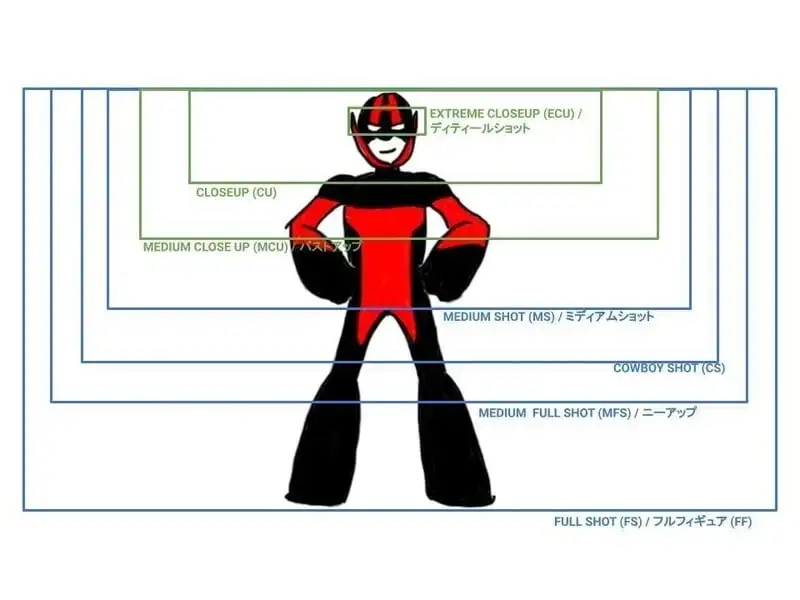 EXTREME CLOSEUP (ECU) /
ディティールショット
CLOSEUP (CU)
MEDIUM CLOSE UP (MCU) / バストアップ
MEDIUM SHOT (MS) / ミディアムショット
COWBOY SHOT (CS)
MEDIUM FULL SHOT (MFS) / ニーアップ
FULL SHOT (FS) / フルフィギュア (FF)